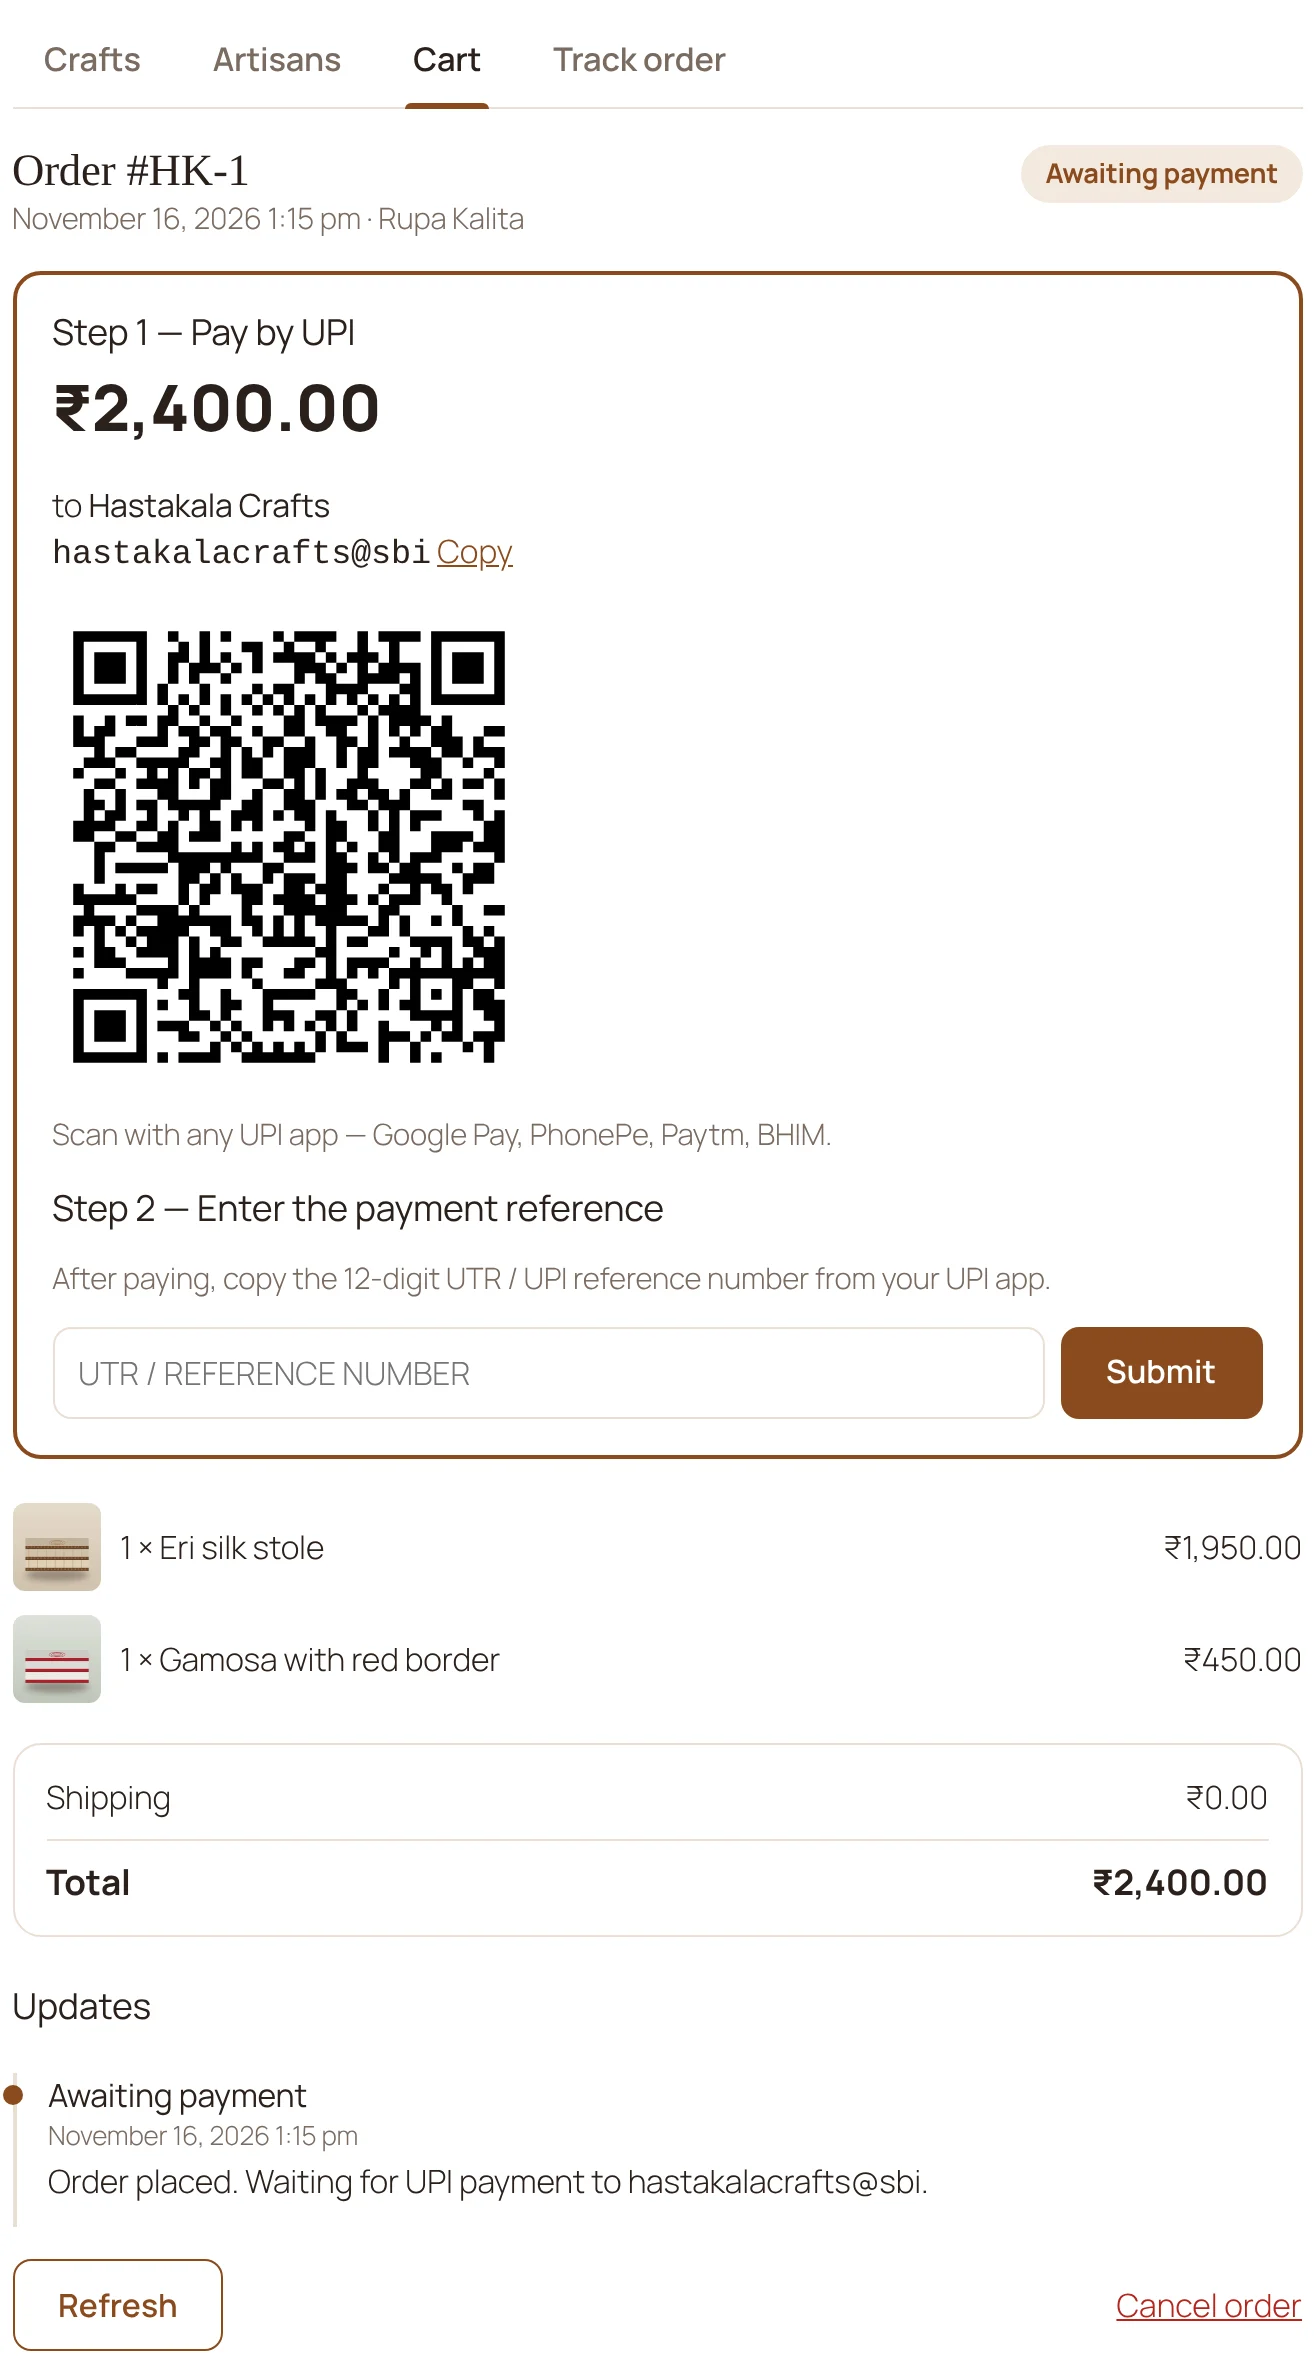 Crafts Artisans Cart Track order
Order #HK-1
Awaiting payment
November 16, 2026 1:15 pm · Rupa Kalita
Step 1 — Pay by UPI
₹2,400.00
to Hastakala Crafts
hastakalacrafts@sbi Copy
Scan with any UPI app — Google Pay, PhonePe, Paytm, BHIM.
Step 2 — Enter the payment reference
After paying, copy the 12-digit UTR / UPI reference number from your UPI app.
UTR / REFERENCE NUMBER
Submit
1 × Eri silk stole ₹1,950.00
1 × Gamosa with red border ₹450.00
Shipping ₹0.00
Total ₹2,400.00
Updates
Awaiting payment
November 16, 2026 1:15 pm
Order placed. Waiting for UPI payment to hastakalacrafts@sbi.
Refresh
Cancel order